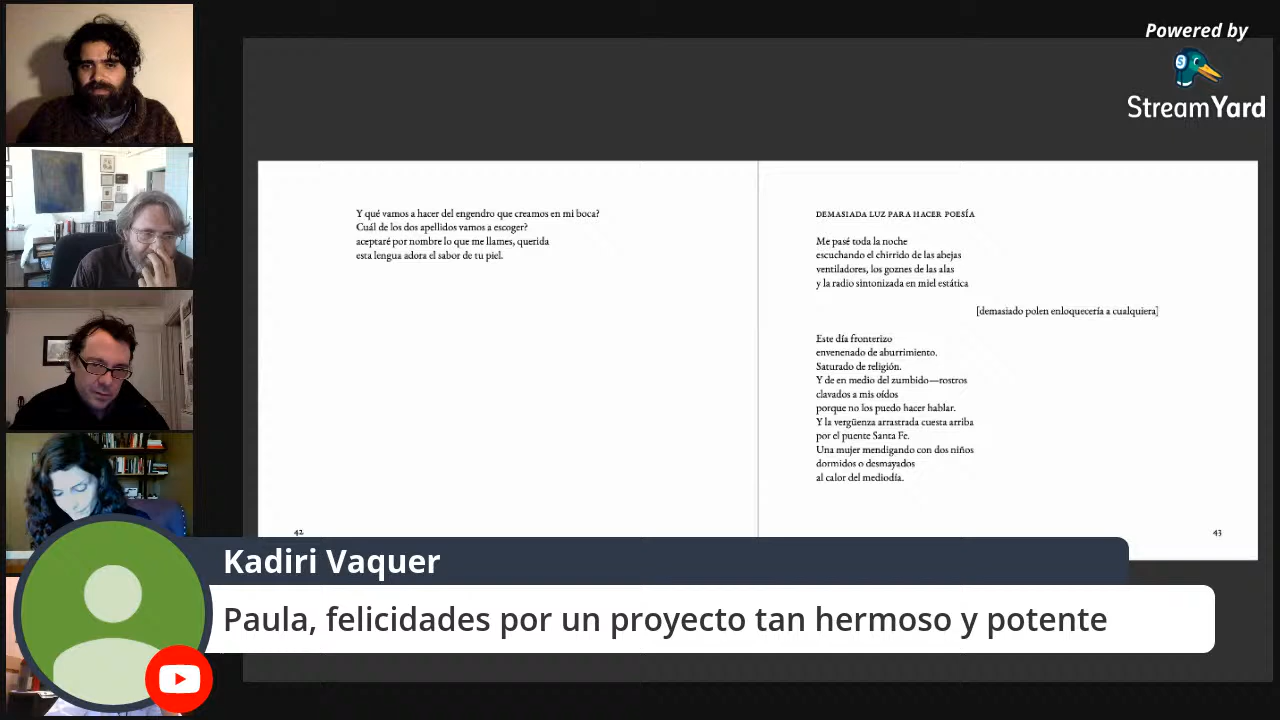 Powered by
StreamYard
Y qué vamos a hacer del engendro que creamos en mi boca?
Cuál de los dos apellidos vamos a escoger?
aceptaré por nombre lo que me llames, querida
esta lengua adora el sabor de tu piel.
42
DEMASIADA LUZ PARA HACER POESÍA
Me pasé toda la noche
escuchando el chirrido de las abejas
ventiladores, los goznes de las alas
y la radio sintonizada en miel estática
[demasiado polen enloquecería a cualquiera]
Este día fronterizo
envenenado de aburrimiento.
Saturado de religión.
Y de en medio del zumbido—rostros
clavados a mis oídos
porque no los puedo hacer hablar.
Y la vergüenza arrastrada cuesta arriba
por el puente Santa Fe.
Una mujer mendigando con dos niños
dormidos o desmayados
al calor del mediodía.
43
Kadiri Vaquer
Paula, felicidades por un proyecto tan hermoso y potente